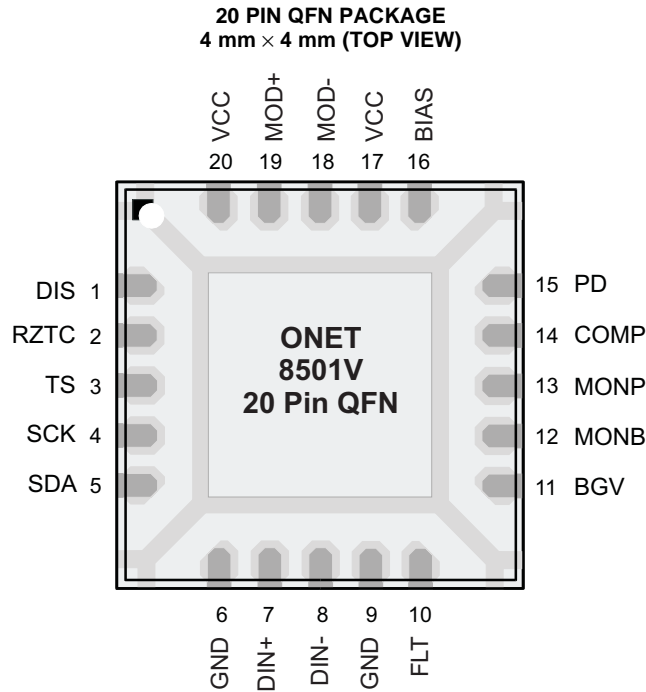 20 PIN QFN PACKAGE
4 mm × 4 mm (TOP VIEW)
VCC
MOD+
MOD-
VCC
BIAS
20 19 18 17 16
DIS 1
RZTC 2
TS 3
SCK 4
SDA 5
ONET
8501V
20 Pin QFN
15 PD
14 COMP
13 MONP
12 MONB
11 BGV
6 7 8 9 10
GND
DIN+
DIN-
GND
FLT